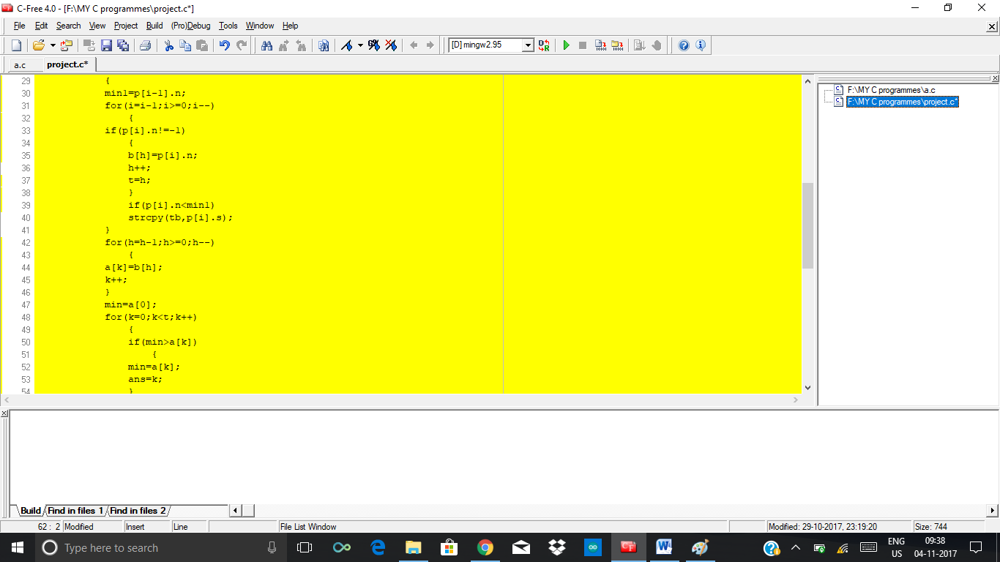 C-Free 4.0 - [F:\MY C programmes\project.c*]
File Edit Search View Project Build (Pro)Debug Tools Window Help
[D] mingw2.95
a.c project.c*
29 {
30 min1=p[i-1].n;
31 for(i=i-1;i>=0;i--)
32 {
33 if(p[i].n!=-1)
34 {
35 b[h]=p[i].n;
36 h++;
37 t=h;
38 }
39 if(p[i].n<min1)
40 strcpy(tb,p[i].s);
41 }
42 for(h=h-1;h>=0;h--)
43 {
44 a[k]=b[h];
45 k++;
46 }
47 min=a[0];
48 for(k=0;k<t;k++)
49 {
50 if(min>a[k])
51 {
52 min=a[k];
53 ans=k;
54 }
F:\MY C programmes\a.c
F:\MY C programmes\project.c*
Build Find in files 1 Find in files 2
62 : 2 Modified Insert Line File List Window Modified: 29-10-2017, 23:19:20 Size: 744
Type here to search
ENG
US
09:38
04-11-2017